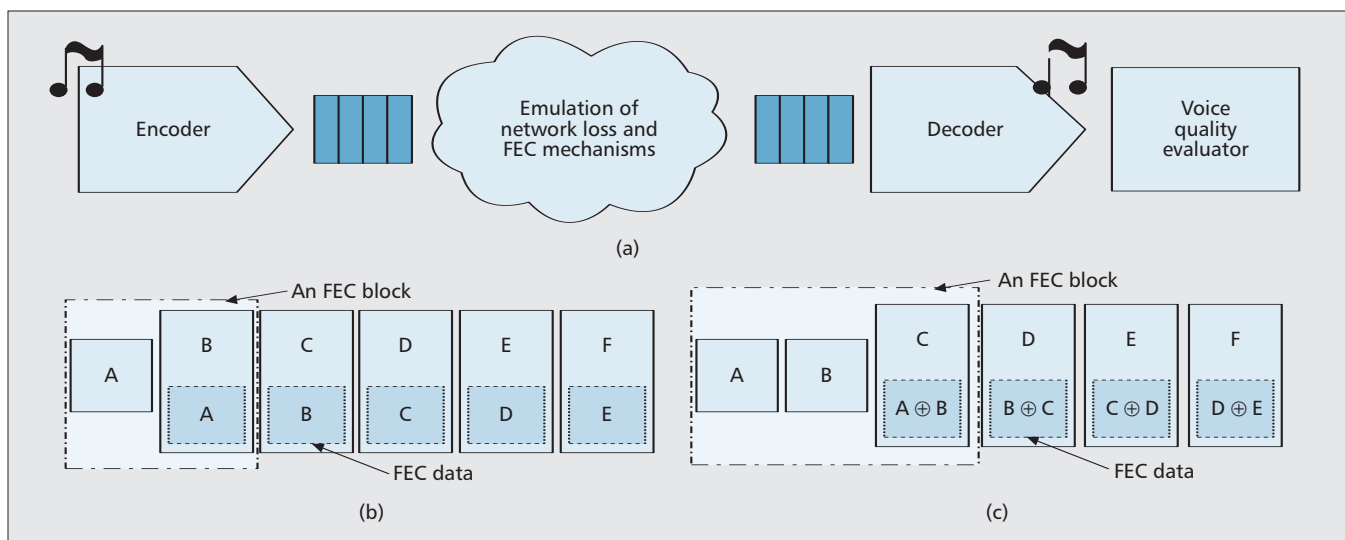 Encoder
Emulation of
network loss and
FEC mechanisms
Decoder
Voice
quality
evaluator
(a)
An FEC block
A
B
A
C
B
D
C
E
D
F
E
FEC data
(b)
An FEC block
A
B
C
A ⊕ B
D
B ⊕ C
E
C ⊕ D
F
D ⊕ E
FEC data
(c)